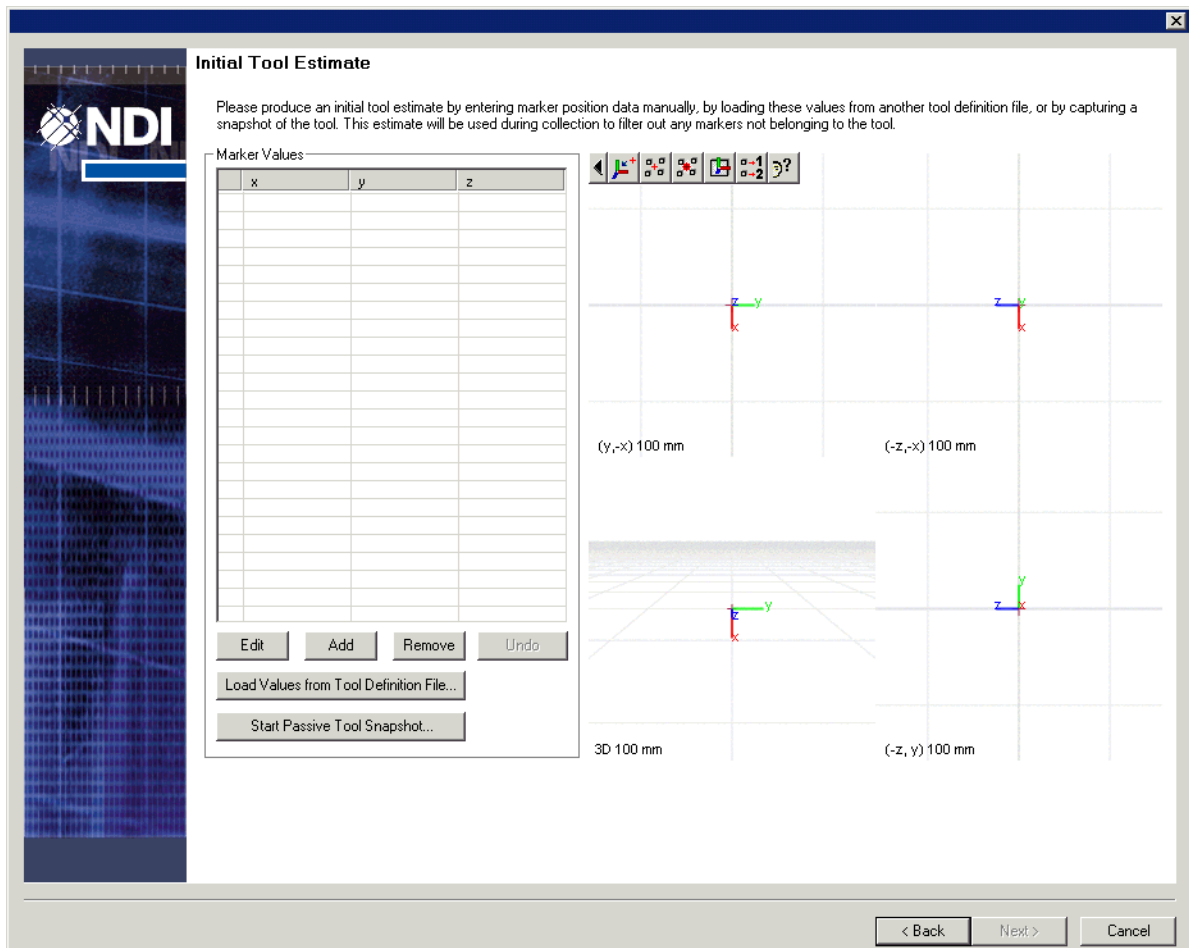 Initial Tool Estimate
NDI
Please produce an initial tool estimate by entering marker position data manually, by loading these values from another tool definition file, or by capturing a
snapshot of the tool. This estimate will be used during collection to filter out any markers not belonging to the tool.
Marker Values
x y z
1
2
?
z y
x
z y
x
(y,-x) 100 mm
(-z,-x) 100 mm
y
z x
y
z
x
3D 100 mm
(-z, y) 100 mm
Edit Add Remove Undo
Load Values from Tool Definition File...
Start Passive Tool Snapshot...
< Back Next > Cancel